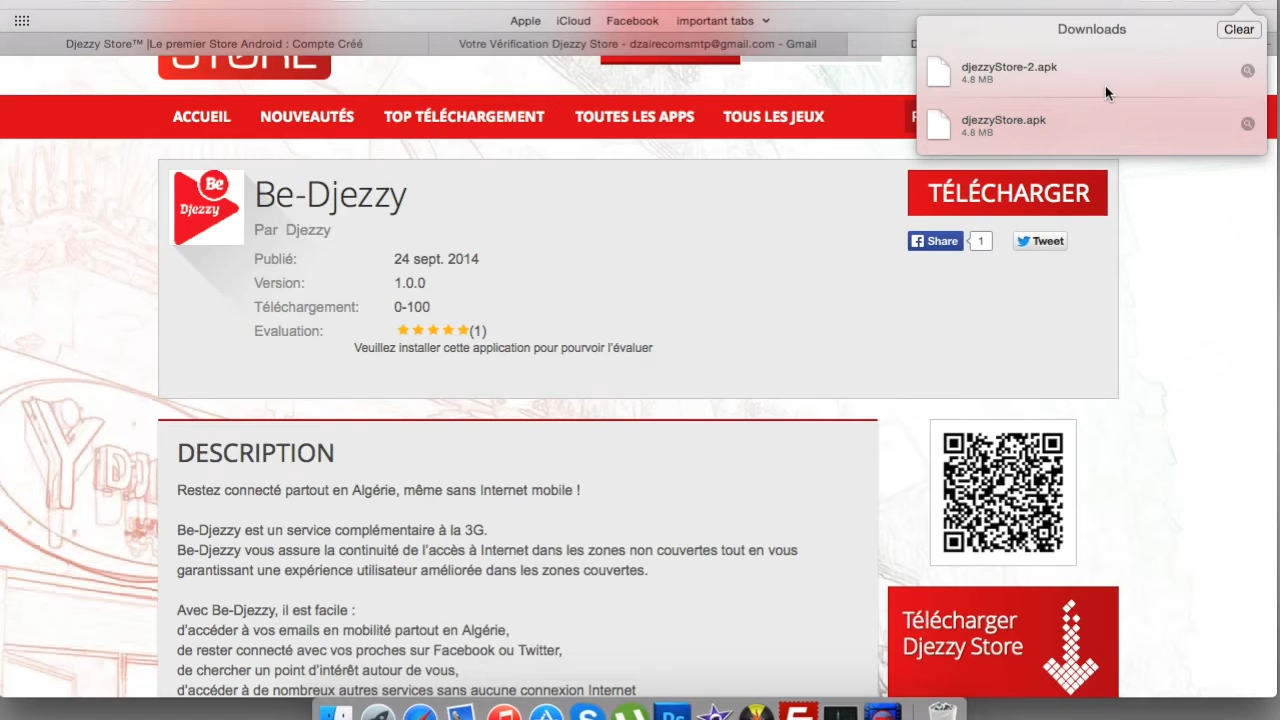 Apple iCloud Facebook important tabs
Djezzy Store™ |Le premier Store Android : Compte Créé
Votre Vérification Djezzy Store - dzairecomsmtp@gmail.com - Gmail
Downloads
Clear
djezzyStore-2.apk
4.8 MB
djezzyStore.apk
4.8 MB
STORE
ACCUEIL NOUVEAUTÉS TOP TÉLÉCHARGEMENT TOUTES LES APPS TOUS LES JEUX
Be
Djezzy
Be-Djezzy
Par Djezzy
Publié: 24 sept. 2014
Version: 1.0.0
Téléchargement: 0-100
Evaluation: (1)
Veuillez installer cette application pour pourvoir l'évaluer
TÉLÉCHARGER
Share 1 Tweet
DESCRIPTION
Restez connecté partout en Algérie, même sans Internet mobile !
Be-Djezzy est un service complémentaire à la 3G.
Be-Djezzy vous assure la continuité de l'accès à Internet dans les zones non couvertes tout en vous
garantissant une expérience utilisateur améliorée dans les zones couvertes.
Avec Be-Djezzy, il est facile :
d'accéder à vos emails en mobilité partout en Algérie,
de rester connecté avec vos proches sur Facebook ou Twitter,
de chercher un point d'intérêt autour de vous,
d'accéder à de nombreux autres services sans aucune connexion Internet
Télécharger
Djezzy Store
Ps